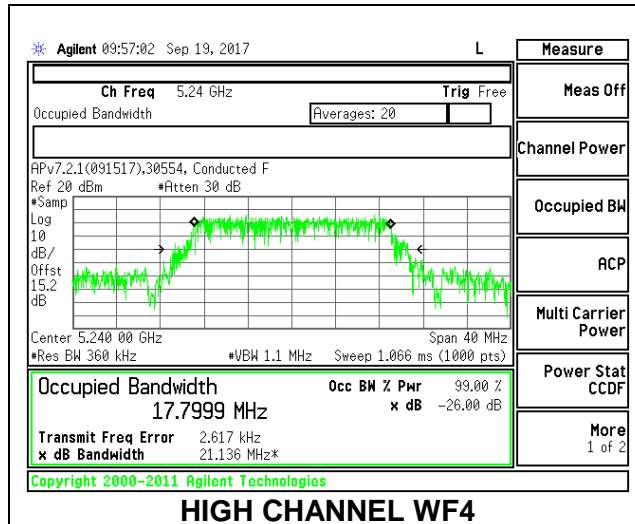 Agilent 09:57:02 Sep 19, 2017 L
Measure
Ch Freq 5.24 GHz Trig Free
Occupied Bandwidth Averages: 20
APv7.2.1(091517),30554, Conducted F
Ref 20 dBm #Atten 30 dB
#Samp
Log
10
dB/
Offst
15.2
dB
Center 5.240 00 GHz Span 40 MHz
#Res BW 360 kHz #VBW 1.1 MHz Sweep 1.066 ms (1000 pts)
Occupied Bandwidth Occ BW % Pwr 99.00 %
17.7999 MHz x dB -26.00 dB
Transmit Freq Error 2.617 kHz
x dB Bandwidth 21.136 MHz*
Copyright 2000-2011 Agilent Technologies
Meas Off
Channel Power
Occupied BW
ACP
Multi Carrier
Power
Power Stat
CCDF
More
1 of 2
HIGH CHANNEL WF4